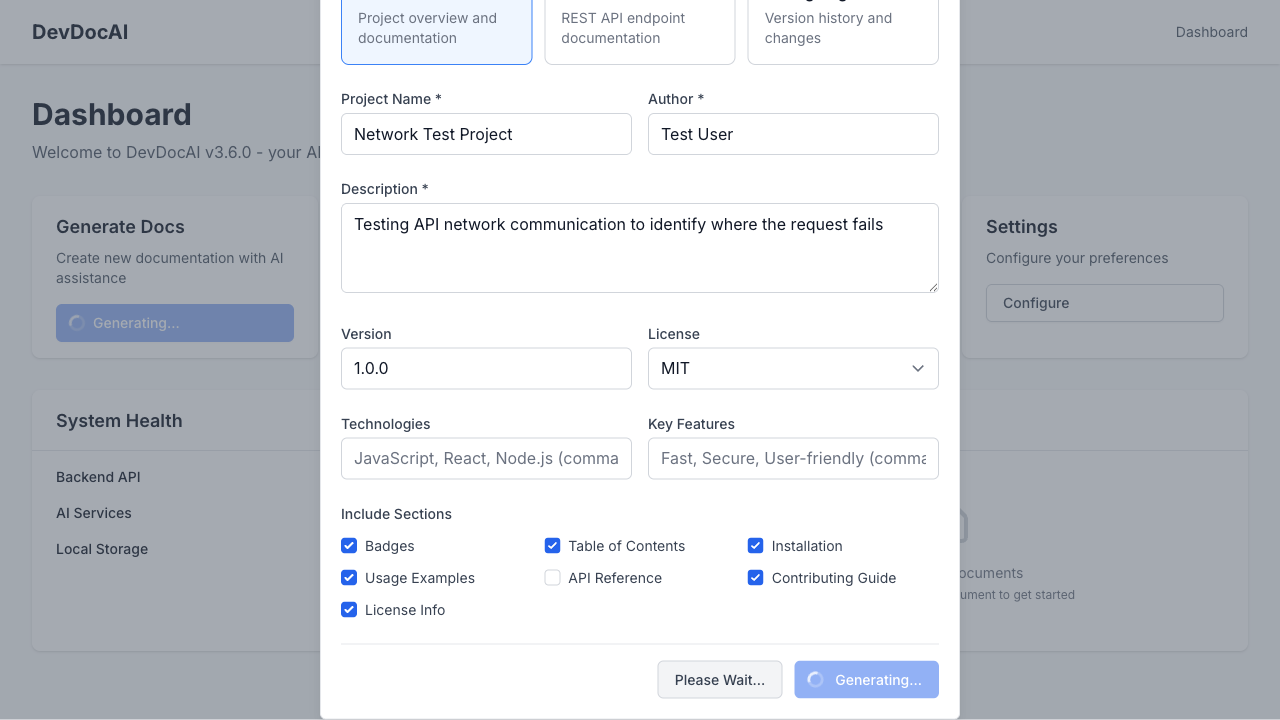 DevDocAI
Dashboard
Project overview and
documentation
REST API endpoint
documentation
Version history and
changes
Dashboard
Welcome to DevDocAI v3.6.0 - your AI
Project Name *
Author *
Network Test Project
Test User
Description *
Testing API network communication to identify where the request fails
Generate Docs
Create new documentation with AI
assistance
Generating...
Settings
Configure your preferences
Configure
Version
License
1.0.0
MIT
Technologies
Key Features
JavaScript, React, Node.js (comma
Fast, Secure, User-friendly (comma
System Health
Backend API
AI Services
Local Storage
Include Sections
Badges
Table of Contents
Installation
Usage Examples
API Reference
Contributing Guide
License Info
ocuments
ument to get started
Please Wait...
Generating...